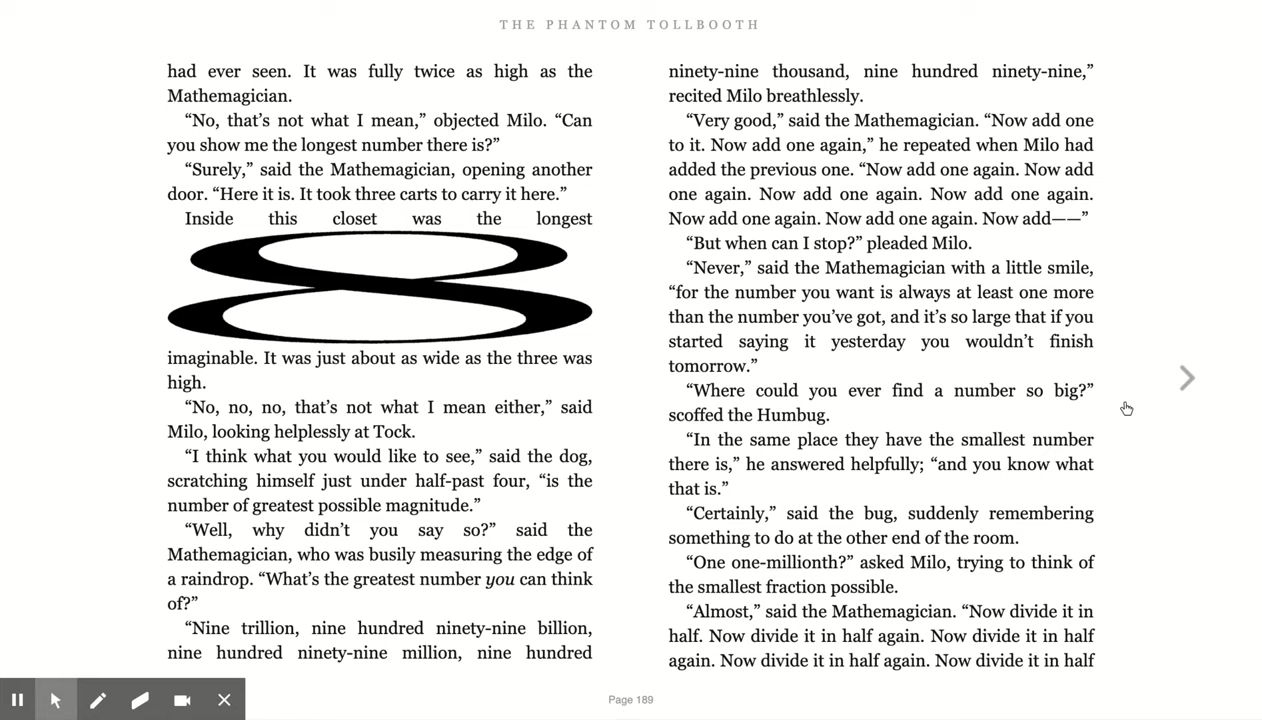 THE PHANTOM TOLLBOOTH
had ever seen. It was fully twice as high as the
Mathemagician.
“No, that’s not what I mean,” objected Milo. “Can
you show me the longest number there is?”
“Surely,” said the Mathemagician, opening another
door. “Here it is. It took three carts to carry it here.”
Inside this closet was the longest
8
imaginable. It was just about as wide as the three was
high.
“No, no, no, that’s not what I mean either,” said
Milo, looking helplessly at Tock.
“I think what you would like to see,” said the dog,
scratching himself just under half-past four, “is the
number of greatest possible magnitude.”
“Well, why didn’t you say so?” said the
Mathemagician, who was busily measuring the edge of
a raindrop. “What’s the greatest number you can think
of?”
“Nine trillion, nine hundred ninety-nine billion,
nine hundred ninety-nine million, nine hundred
ninety-nine thousand, nine hundred ninety-nine,”
recited Milo breathlessly.
“Very good,” said the Mathemagician. “Now add one
to it. Now add one again,” he repeated when Milo had
added the previous one. “Now add one again. Now add
one again. Now add one again. Now add one again.
Now add one again. Now add one again. Now add——”
“But when can I stop?” pleaded Milo.
“Never,” said the Mathemagician with a little smile,
“for the number you want is always at least one more
than the number you’ve got, and it’s so large that if you
started saying it yesterday you wouldn’t finish
tomorrow.”
“Where could you ever find a number so big?”
scoffed the Humbug.
“In the same place they have the smallest number
there is,” he answered helpfully; “and you know what
that is.”
“Certainly,” said the bug, suddenly remembering
something to do at the other end of the room.
“One one-millionth?” asked Milo, trying to think of
the smallest fraction possible.
“Almost,” said the Mathemagician. “Now divide it in
half. Now divide it in half again. Now divide it in half
again. Now divide it in half again. Now divide it in half
Page 189